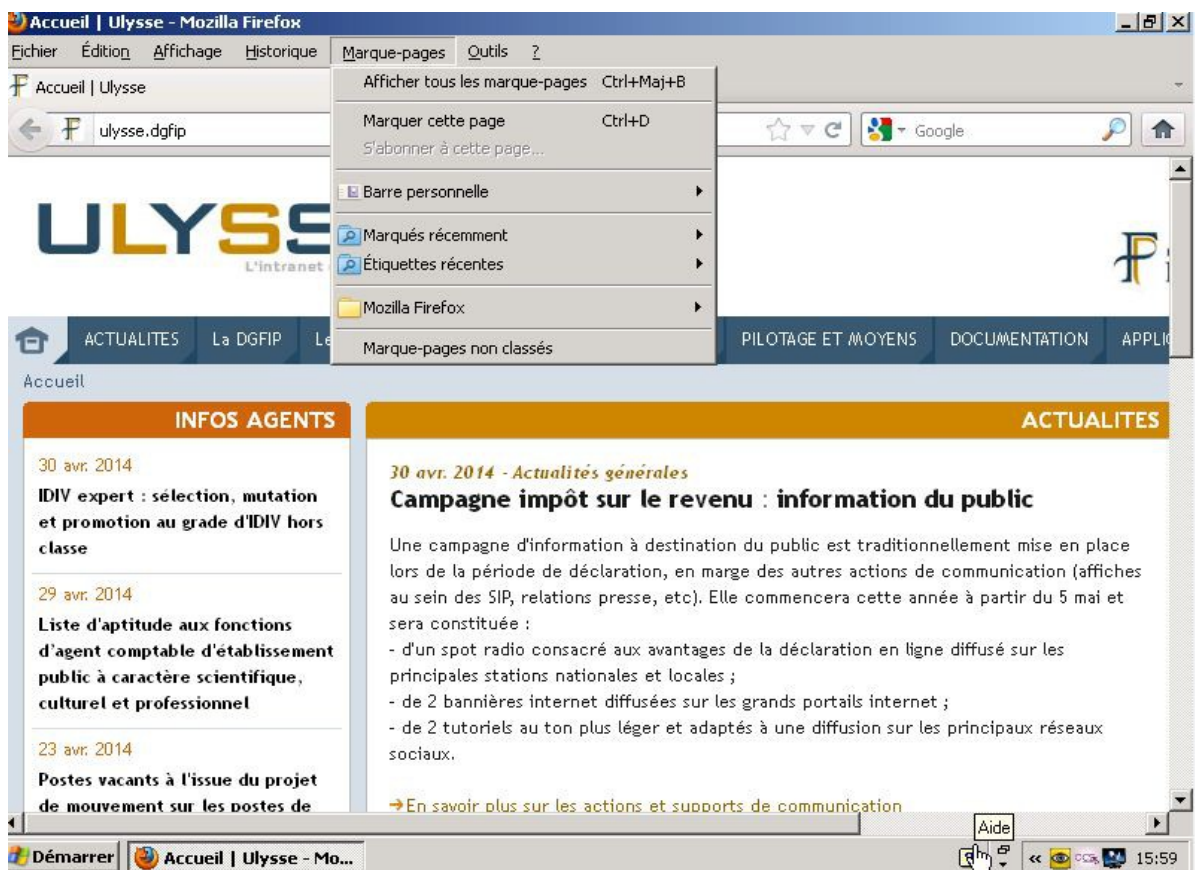 Accueil | Ulysse - Mozilla Firefox
Fichier Édition Affichage Historique Marque-pages Outils ?
Accueil | Ulysse
ulysse.dgfip
Google
Afficher tous les marque-pages Ctrl+Maj+B
Marquer cette page Ctrl+D
S'abonner à cette page...
Barre personnelle
Marqués récemment
Étiquettes récentes
Mozilla Firefox
Marque-pages non classés
ULYSS
L'intranet
ACTUALITES La DGFIP Le PILOTAGE ET MOYENS DOCUMENTATION APPLIC
Accueil
INFOS AGENTS
30 avr. 2014
IDIV expert : sélection, mutation
et promotion au grade d'IDIV hors
classe
29 avr. 2014
Liste d'aptitude aux fonctions
d'agent comptable d'établissement
public à caractère scientifique,
culturel et professionnel
23 avr. 2014
Postes vacants à l'issue du projet
de mouvement sur les postes de
ACTUALITES
30 avr. 2014 - Actualités générales
Campagne impôt sur le revenu : information du public
Une campagne d'information à destination du public est traditionnellement mise en place
lors de la période de déclaration, en marge des autres actions de communication (affiches
au sein des SIP, relations presse, etc). Elle commencera cette année à partir du 5 mai et
sera constituée :
- d'un spot radio consacré aux avantages de la déclaration en ligne diffusé sur les
principales stations nationales et locales ;
- de 2 bannières internet diffusées sur les grands portails internet ;
- de 2 tutoriels au ton plus léger et adaptés à une diffusion sur les principaux réseaux
sociaux.
→En savoir plus sur les actions et supports de communication
Aide
Démarrer Accueil | Ulysse - Mo... « 15:59